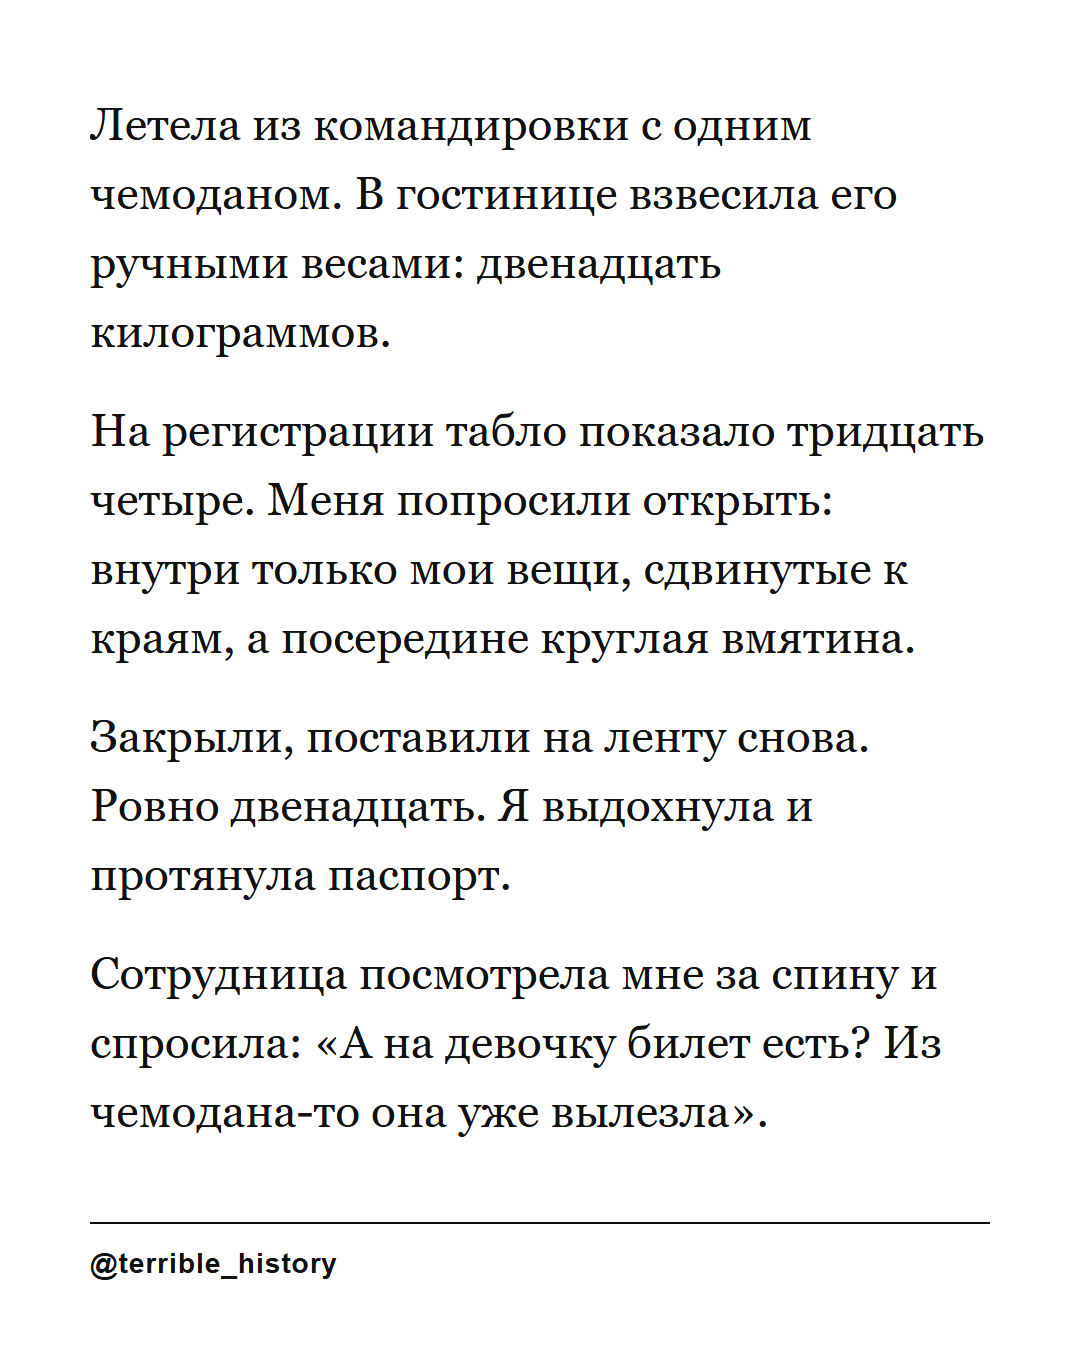 Летела из командировки с одним
чемоданом. В гостинице взвесила его
ручными весами: двенадцать
килограммов.
На регистрации табло показало тридцать
четыре. Меня попросили открыть:
внутри только мои вещи, сдвинутые к
краям, а посередине круглая вмятина.
Закрыли, поставили на ленту снова.
Ровно двенадцать. Я выдохнула и
протянула паспорт.
Сотрудница посмотрела мне за спину и
спросила: «А на девочку билет есть? Из
чемодана-то она уже вылезла».
@terrible_history